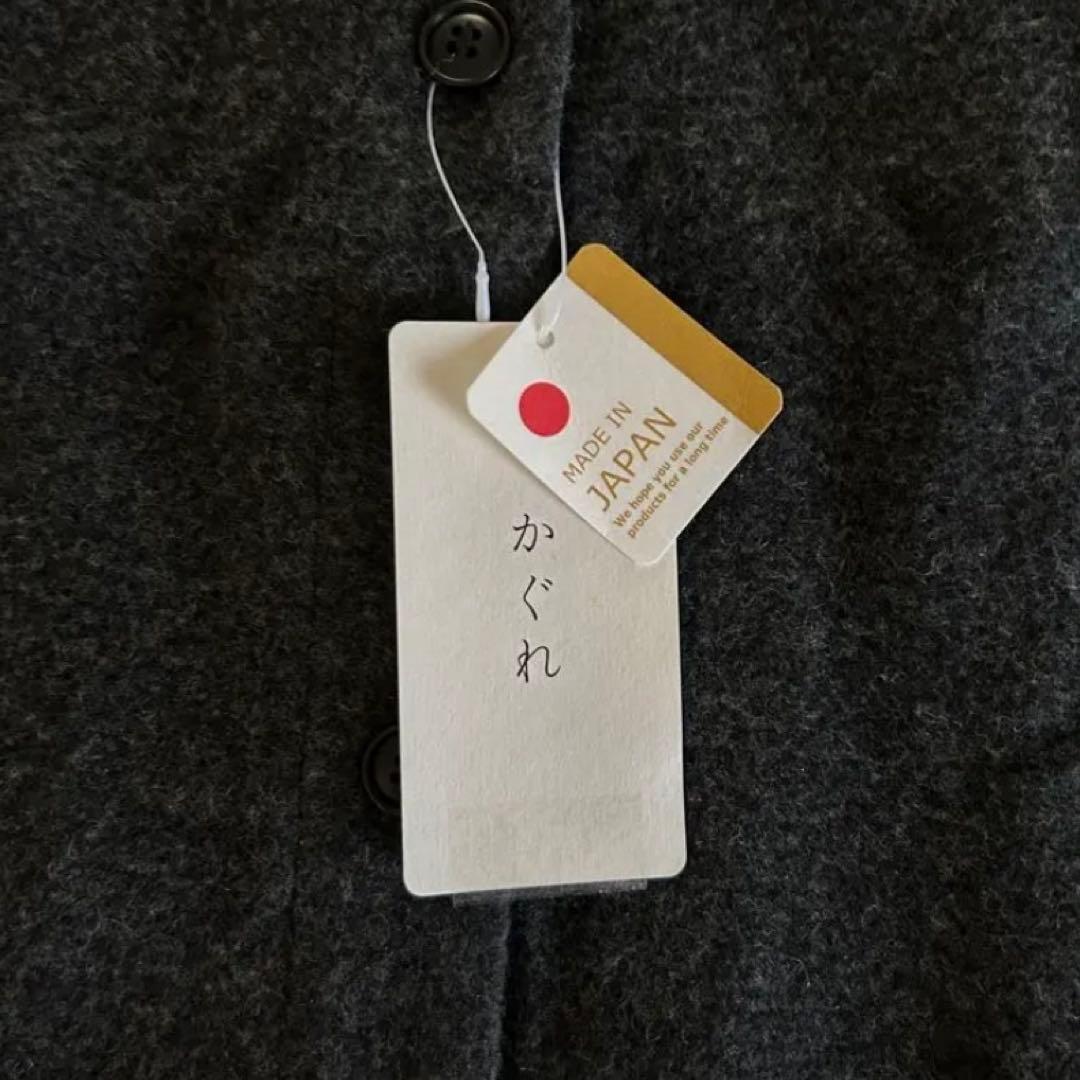 MADE IN
JAPAN
We hope you use our
products for a long time
かぐれ